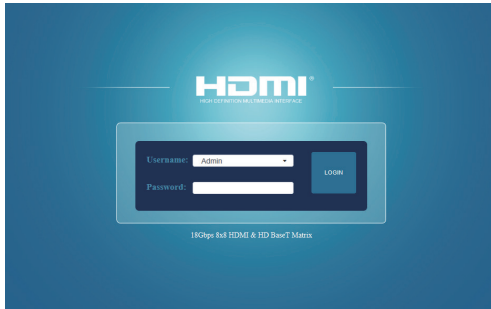 HDMI®
HIGH DEFINITION MULTIMEDIA INTERFACE
Username: Admin
LOGIN
Password:
18Gbps 8x8 HDMI & HD BaseT Matrix